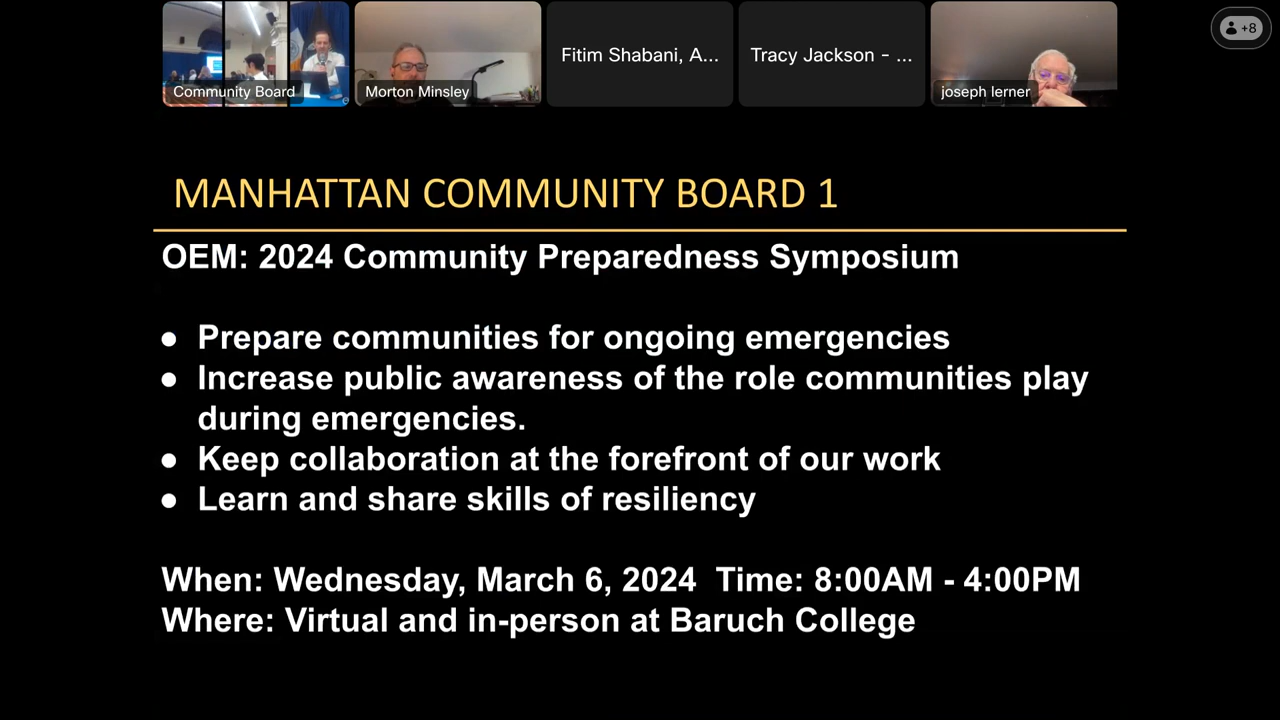 Community Board
Morton Minsley
Fitim Shabani, A...
Tracy Jackson - ...
joseph lerner
+8
MANHATTAN COMMUNITY BOARD 1
OEM: 2024 Community Preparedness Symposium
● Prepare communities for ongoing emergencies
● Increase public awareness of the role communities play
during emergencies.
● Keep collaboration at the forefront of our work
● Learn and share skills of resiliency
When: Wednesday, March 6, 2024 Time: 8:00AM - 4:00PM
Where: Virtual and in-person at Baruch College